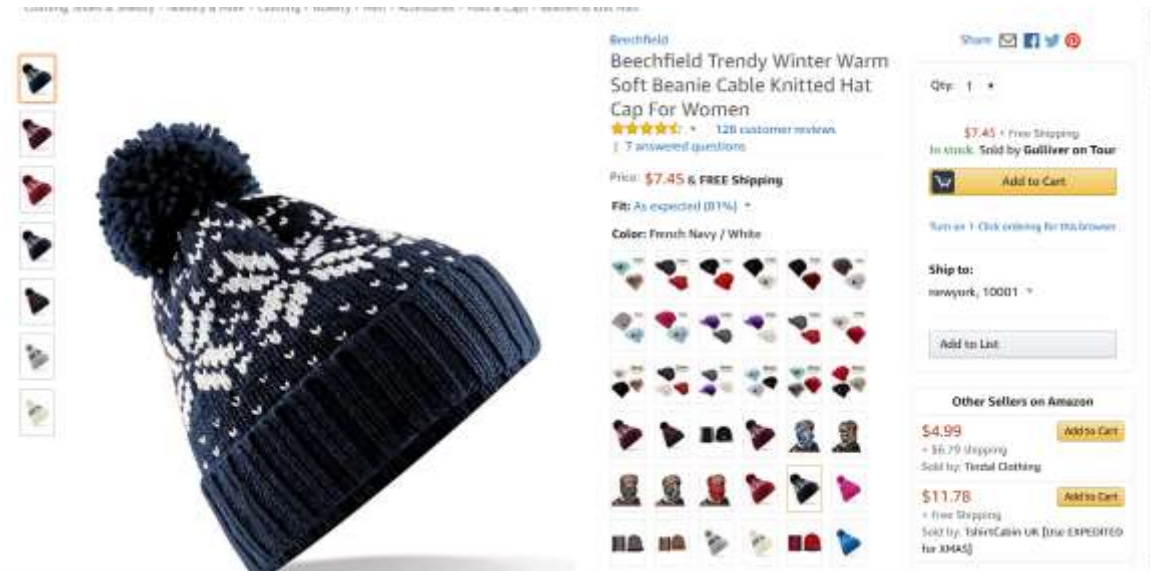 Beechfield
Beechfield Trendy Winter Warm
Soft Beanie Cable Knitted Hat
Cap For Women
128 customer reviews
| 7 answered questions
Price: $7.45 & FREE Shipping
Fit: As expected (81%)
Color: French Navy / White
Share
Qty: 1
$7.45 + Free Shipping
In stock. Sold by Gulliver on Tour
Add to Cart
Turn on 1-Click ordering for this browser
Ship to:
newyork, 10001
Add to List
Other Sellers on Amazon
$4.99
Add to Cart
+ $6.79 shipping
Sold by: Tindal Clothing
$11.78
Add to Cart
+ Free Shipping
Sold by: TshirtCabin UK [Use EXPEDITED
for XMAS]